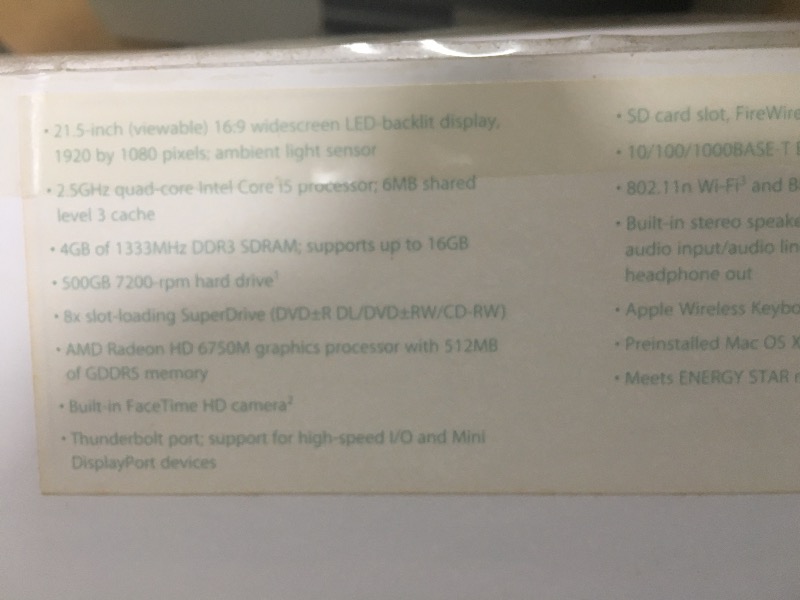 • 21.5-inch (viewable) 16:9 widescreen LED-backlit display,
1920 by 1080 pixels; ambient light sensor
• 2.5GHz quad-core Intel Core i5 processor; 6MB shared
level 3 cache
• 4GB of 1333MHz DDR3 SDRAM; supports up to 16GB
• 500GB 7200-rpm hard drive¹
• 8x slot-loading SuperDrive (DVD±R DL/DVD±RW/CD-RW)
• AMD Radeon HD 6750M graphics processor with 512MB
of GDDR5 memory
• Built-in FaceTime HD camera²
• Thunderbolt port; support for high-speed I/O and Mini
DisplayPort devices
• SD card slot, FireWire
• 10/100/1000BASE-T
• 802.11n Wi-Fi³ and
• Built-in stereo
audio input/audio
headphone out
• Apple Wireless
• Preinstalled Mac OS X
• Meets ENERGY STAR